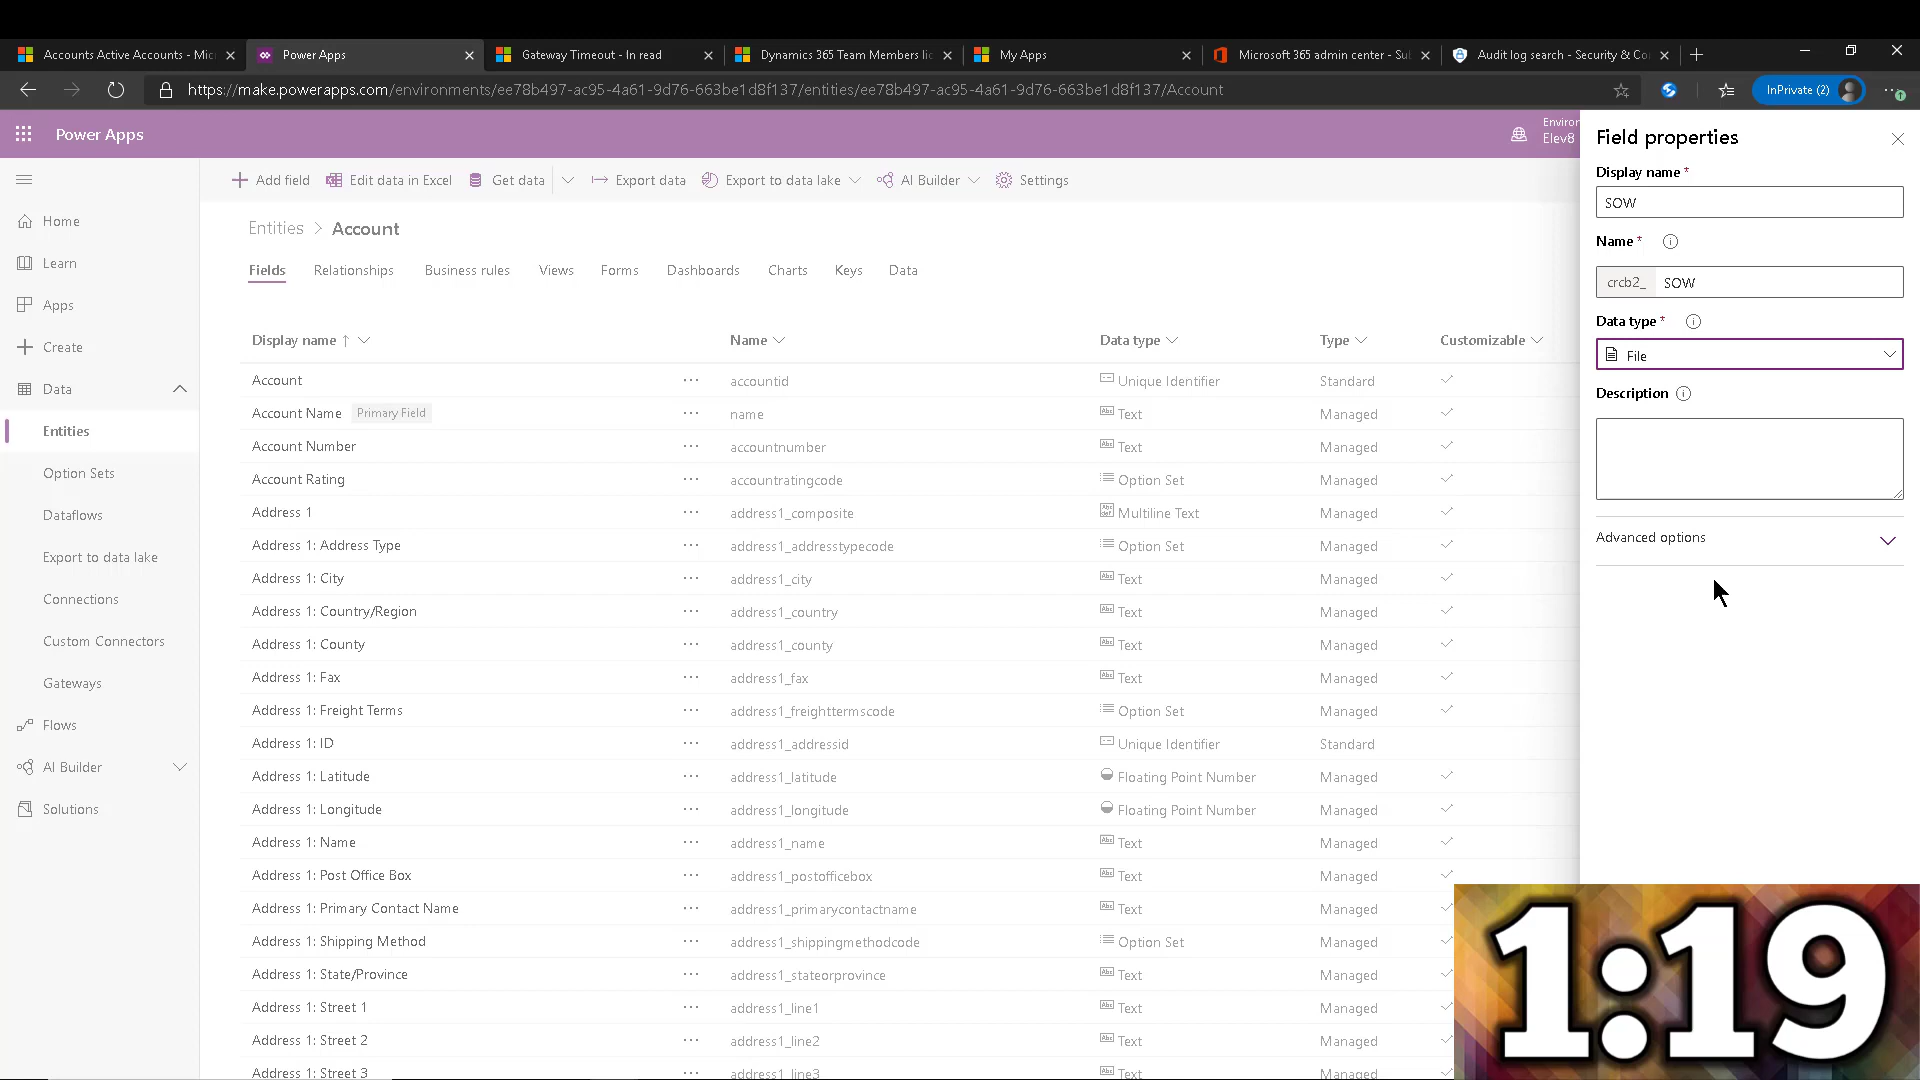 Accounts Active Accounts - Mic
Power Apps
Gateway Timeout - In read
Dynamics 365 Team Members lic
My Apps
Microsoft 365 admin center - Su
Audit log search - Security & Co
https://make.powerapps.com/environments/ee78b497-ac95-4a61-9d76-663be1d8f137/entities/ee78b497-ac95-4a61-9d76-663be1d8f137/Account
InPrivate (2)
Power Apps
Environ
Elev8
Home
Learn
Apps
Create
Data
Entities
Option Sets
Dataflows
Export to data lake
Connections
Custom Connectors
Gateways
Flows
AI Builder
Solutions
Add field
Edit data in Excel
Get data
Export data
Export to data lake
AI Builder
Settings
Entities > Account
Fields
Relationships
Business rules
Views
Forms
Dashboards
Charts
Keys
Data
Display name ↑ Name Data type Type Customizable
Account ··· accountid Unique Identifier Standard
Account Name Primary Field ··· name Text Managed
Account Number ··· accountnumber Text Managed
Account Rating ··· accountratingcode Option Set Managed
Address 1 ··· address1_composite Multiline Text Managed
Address 1: Address Type ··· address1_addresstypecode Option Set Managed
Address 1: City ··· address1_city Text Managed
Address 1: Country/Region ··· address1_country Text Managed
Address 1: County ··· address1_county Text Managed
Address 1: Fax ··· address1_fax Text Managed
Address 1: Freight Terms ··· address1_freighttermscode Option Set Managed
Address 1: ID ··· address1_addressid Unique Identifier Standard
Address 1: Latitude ··· address1_latitude Floating Point Number Managed
Address 1: Longitude ··· address1_longitude Floating Point Number Managed
Address 1: Name ··· address1_name Text Managed
Address 1: Post Office Box ··· address1_postofficebox Text Managed
Address 1: Primary Contact Name ··· address1_primarycontactname Text Managed
Address 1: Shipping Method ··· address1_shippingmethodcode Option Set Managed
Address 1: State/Province ··· address1_stateorprovince Text Managed
Address 1: Street 1 ··· address1_line1 Text Managed
Address 1: Street 2 ··· address1_line2 Text Managed
Address 1: Street 3 ··· address1_line3 Text Managed
Field properties
Display name *
SOW
Name *
crcb2_ SOW
Data type *
File
Description
Advanced options
1:19